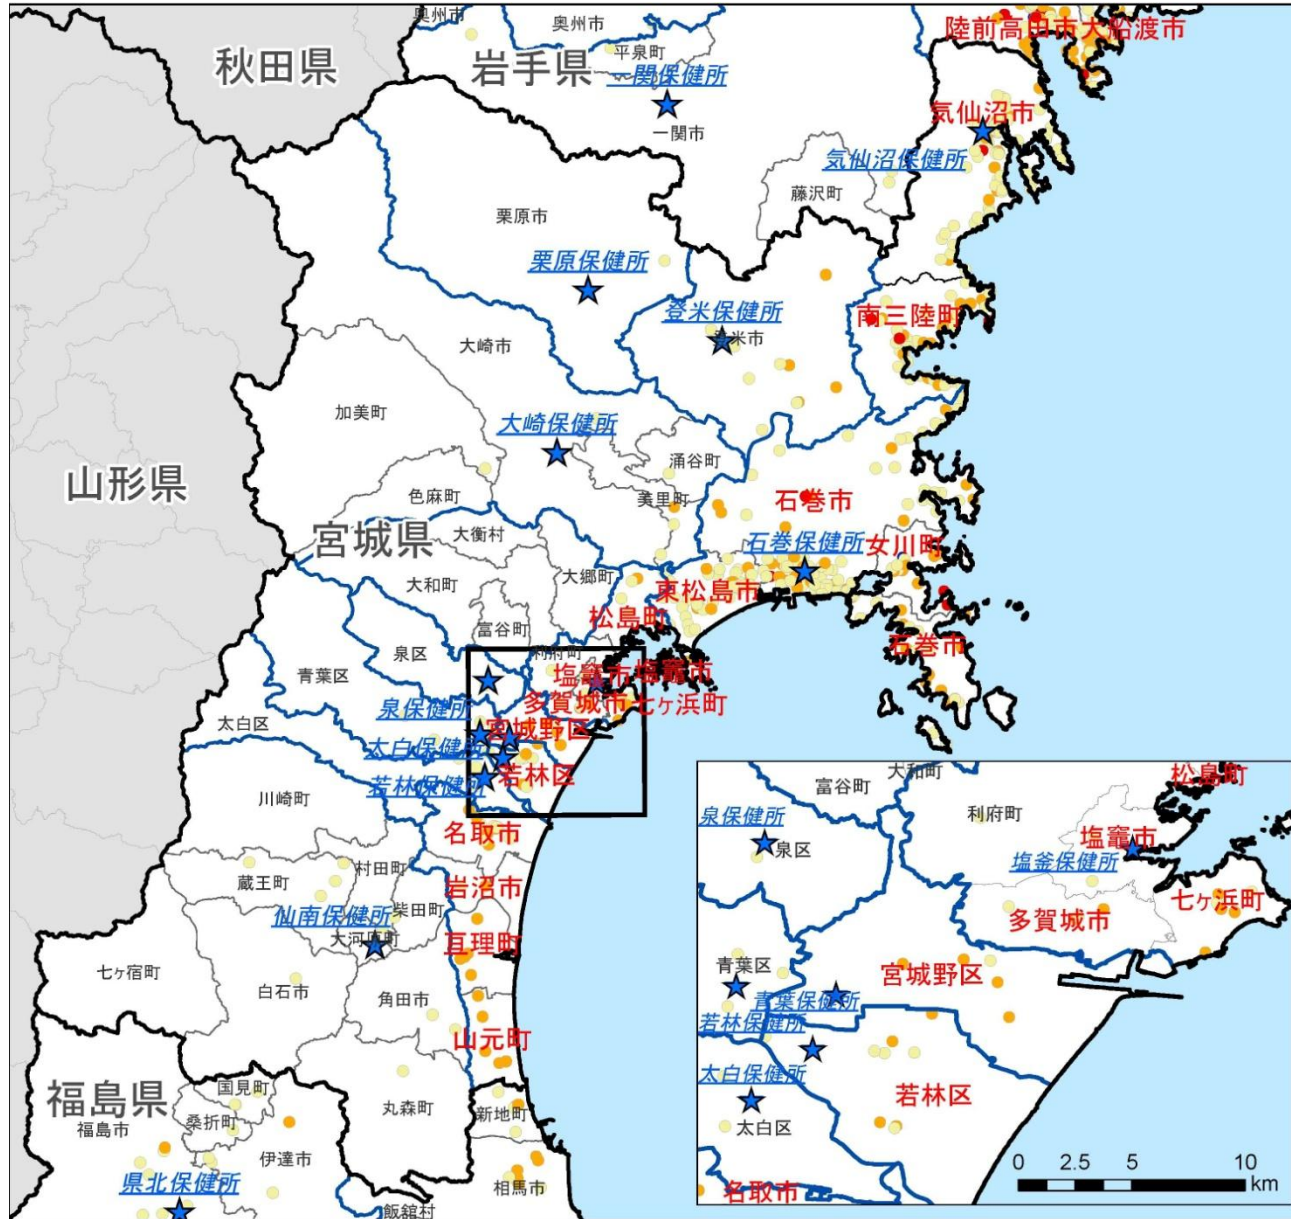 奥州市
奥州市
陸前高田市
大船渡市
秋田県
岩手県
平泉町
一関保健所
一関市
気仙沼市
気仙沼保健所
藤沢町
栗原市
栗原保健所
登米保健所
米市
南三陸町
大崎市
加美町
大崎保健所
涌谷町
山形県
色麻町
美里町
石巻市
宮城県
大衡村
石巻保健所
女川町
大和町
大郷町
東松島市
松島町
富谷町
泉区
利府町
石巻市
青葉区
塩竈市
塩竈市
泉保健所
多賀城市
七ヶ浜町
太白区
宮城野区
太白保健所
若林区
若林保健所
川崎町
名取市
村田町
蔵王町
岩沼市
仙南保健所
柴田町
大河原町
亘理町
七ヶ宿町
白石市
角田市
山元町
福島県
国見町
丸森町
新地町
桑折町
福島市
伊達市
県北保健所
相馬市
飯舘村
大和町
松島町
富谷町
利府町
泉保健所
泉区
塩竈市
塩釜保健所
七ヶ浜町
多賀城市
青葉区
宮城野区
青葉保健所
若林保健所
太白保健所
若林区
太白区
名取市
0 2.5 5 10
km